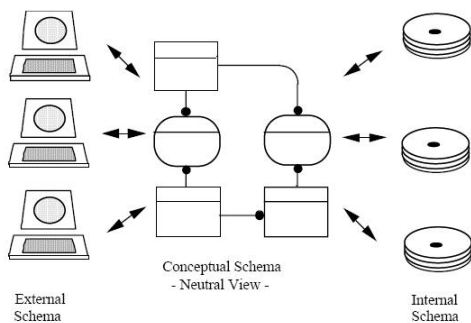 Conceptual Schema
- Neutral View -
External
Schema
Internal
Schema